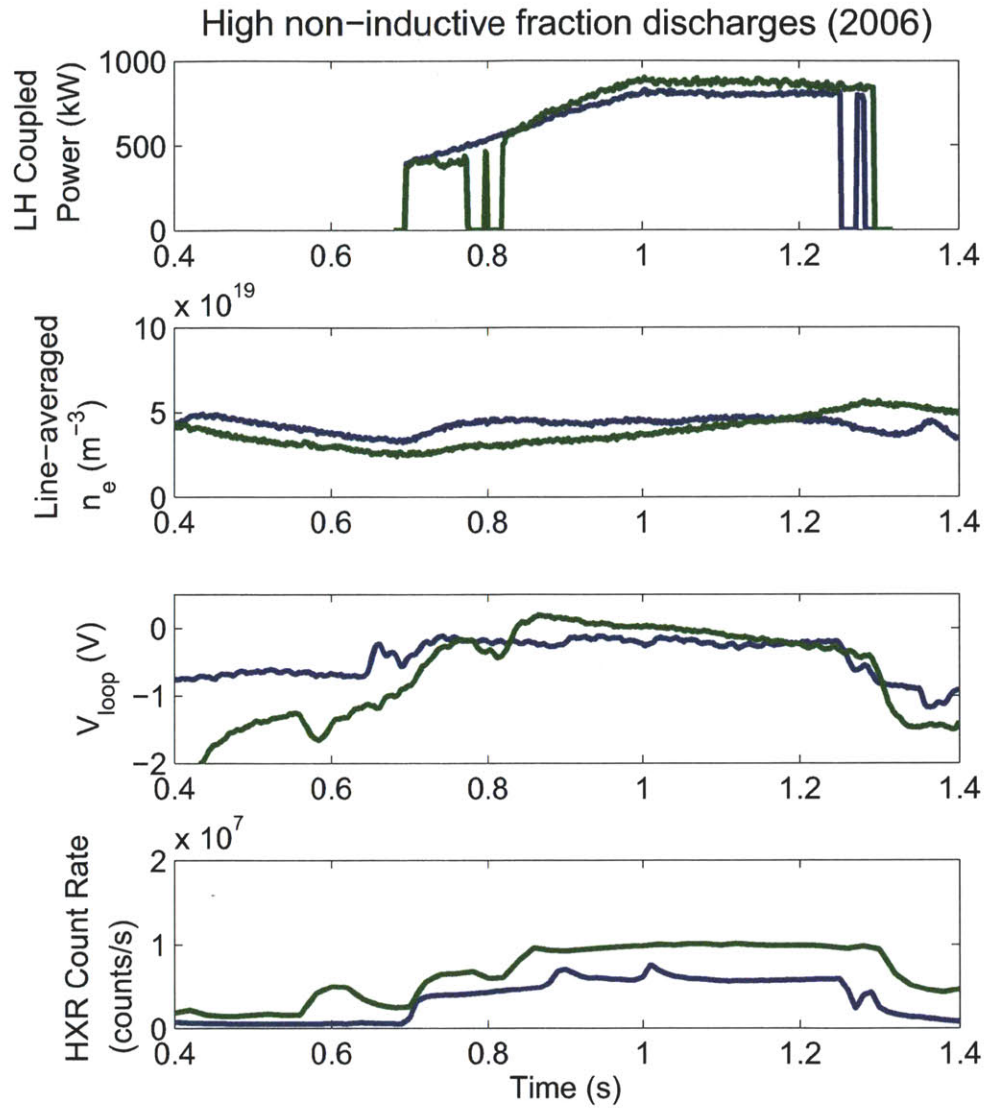 High non−inductive fraction discharges (2006)
LH Coupled
Power (kW)
1000
500
0
0.4 0.6 0.8 1 1.2 1.4
x 10^19
Line−averaged
n_e (m^−3)
10
5
0
0.4 0.6 0.8 1 1.2 1.4
V_loop (V)
0
−1
−2
0.4 0.6 0.8 1 1.2 1.4
x 10^7
HXR Count Rate
(counts/s)
2
1
0
0.4 0.6 0.8 1 1.2 1.4
Time (s)